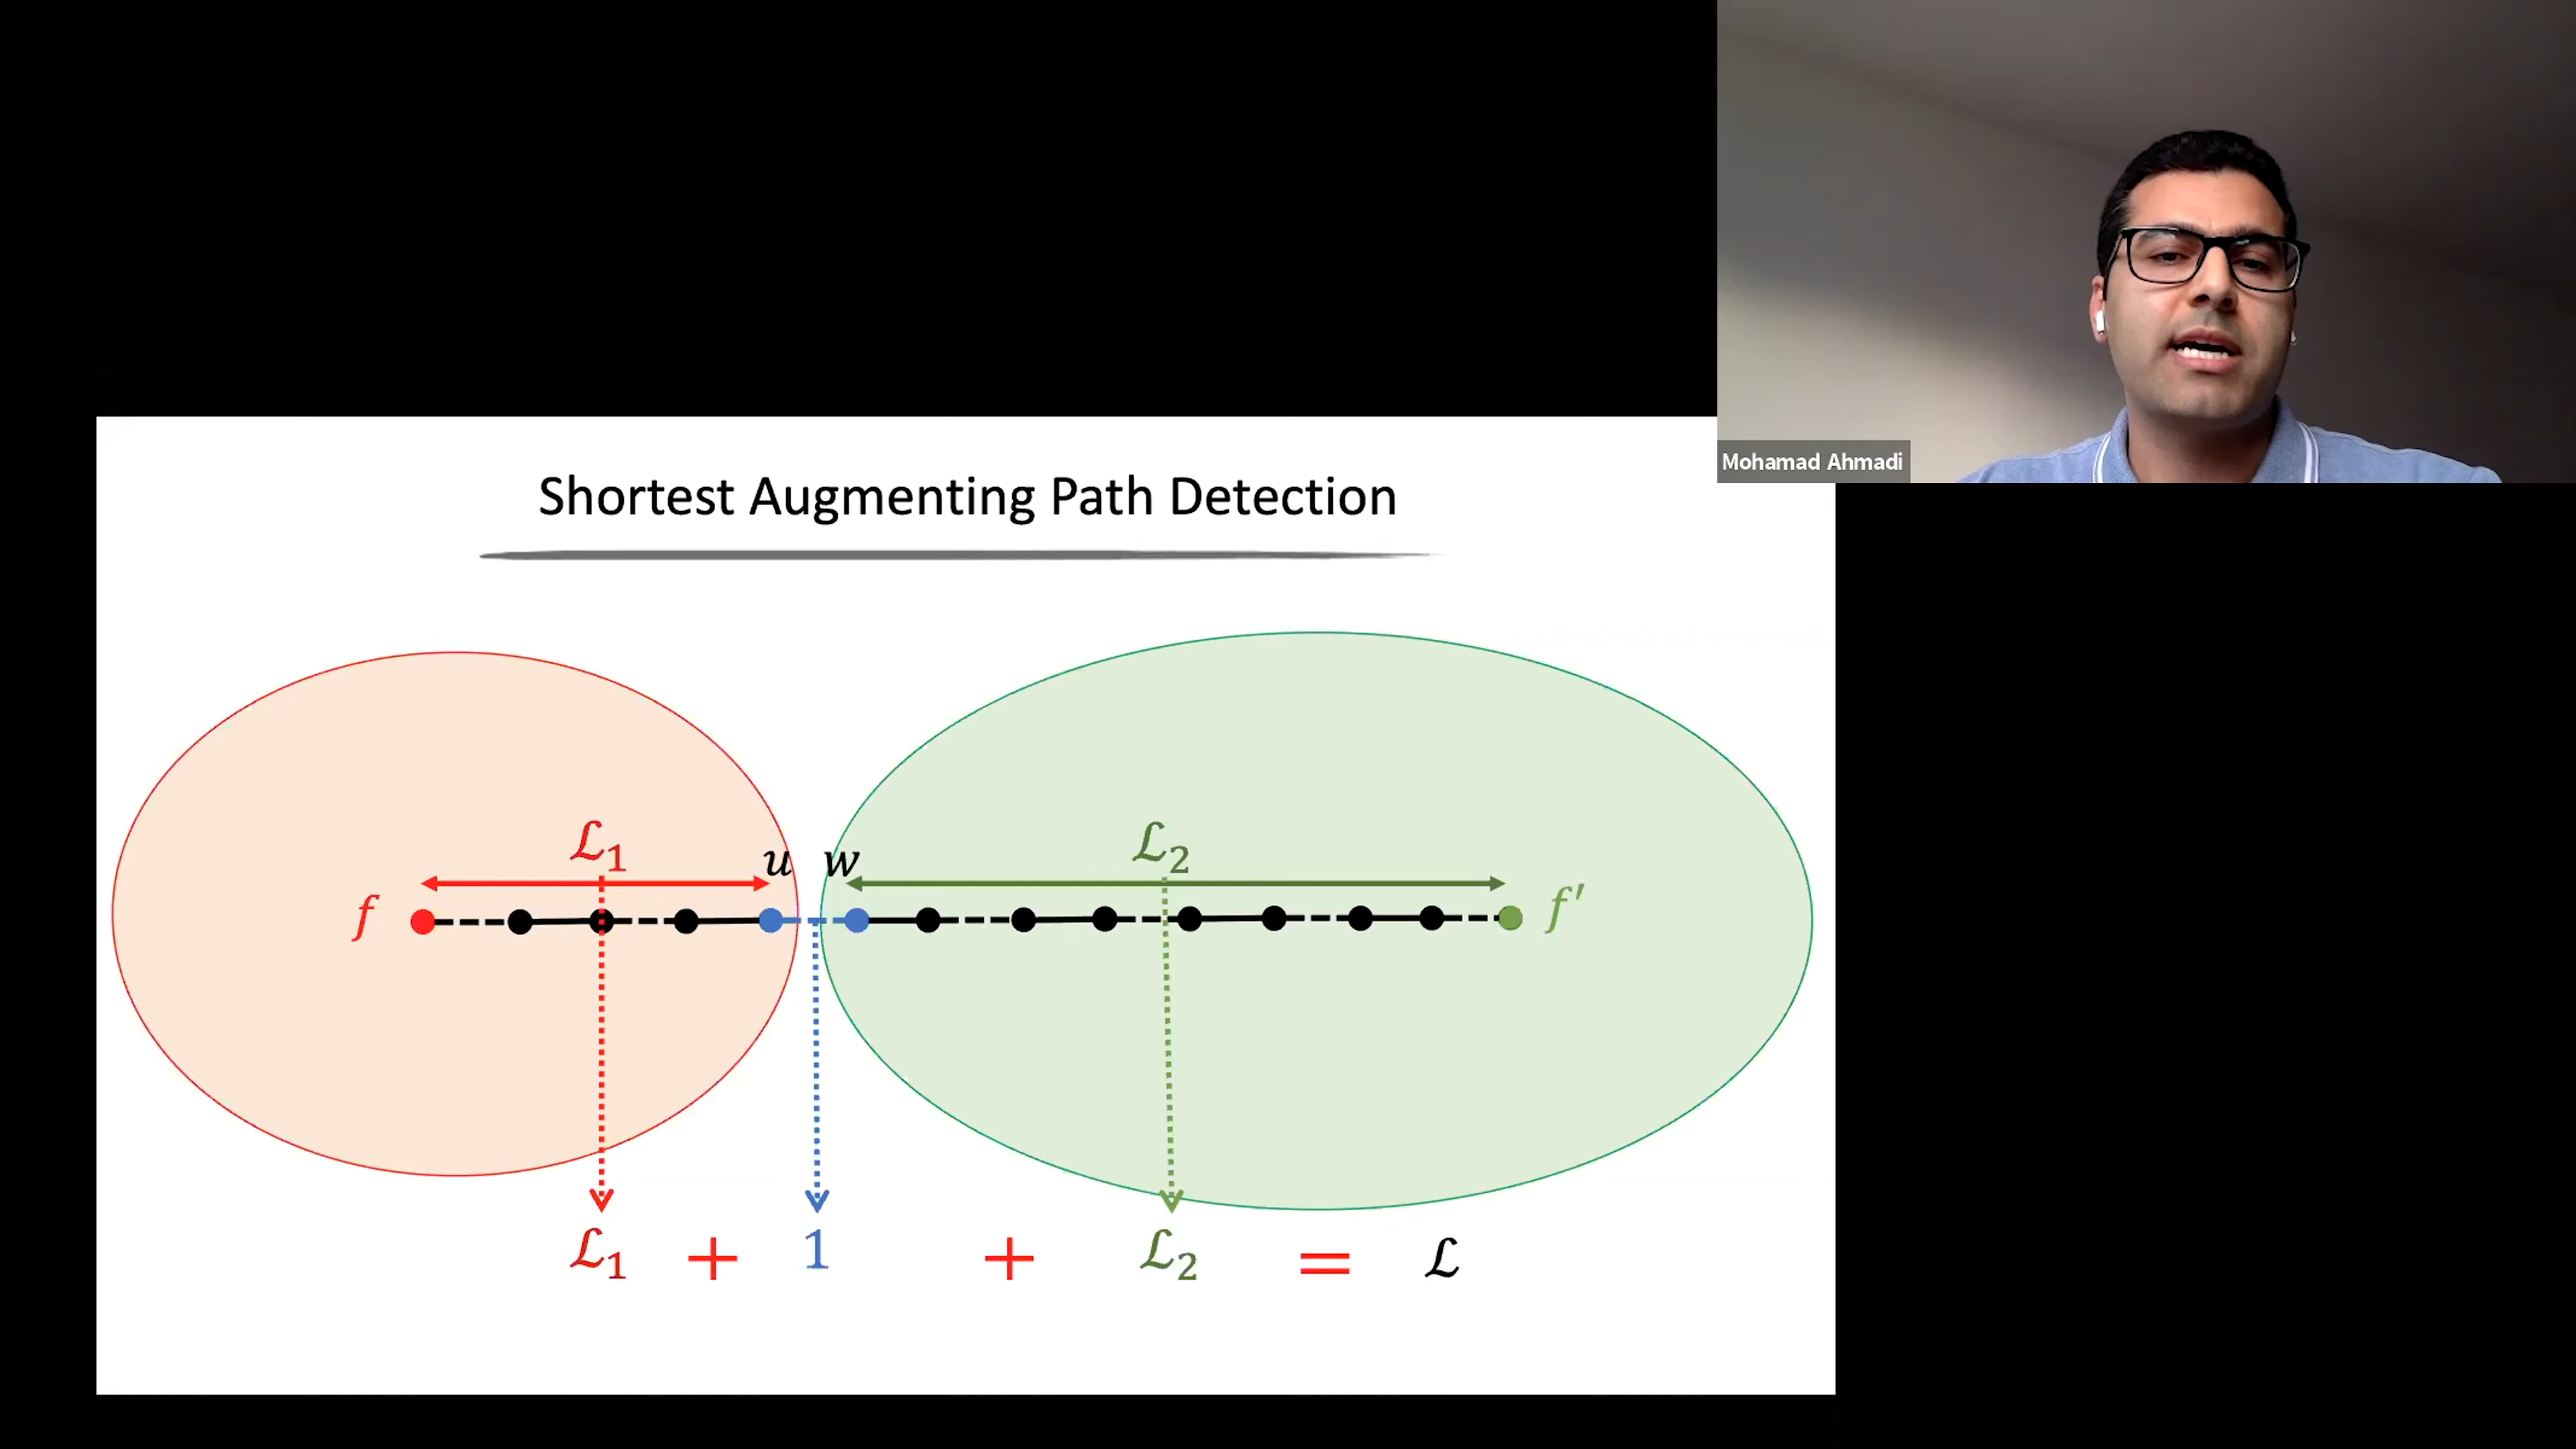 Mohamad Ahmadi
Shortest Augmenting Path Detection
ℒ₁ u w ℒ₂
f f′
ℒ₁ + 1 + ℒ₂ = ℒ